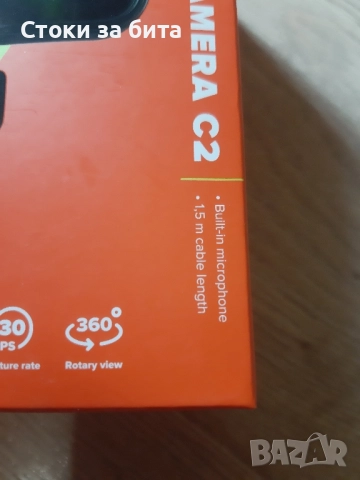 Стоки за бита
AMERA C2
• Built-in microphone
• 1,5 m cable length
30
PS
ture rate
360°
Rotary view
BAZAR